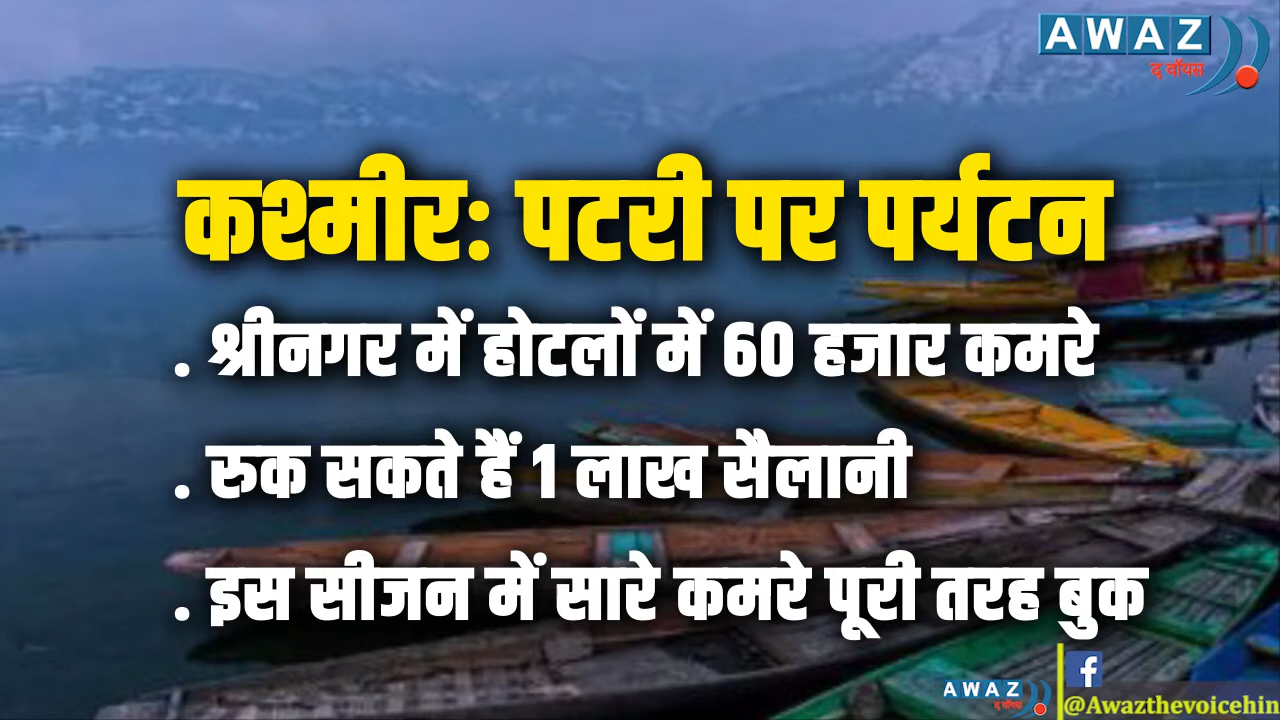 AWAZ
द वॉयस
कश्मीर: पटरी पर पर्यटन
. श्रीनगर में होटलों में 60 हजार कमरे
. रुक सकते हैं 1 लाख सैलानी
. इस सीजन में सारे कमरे पूरी तरह बुक
AWAZ
द वॉयस
f
@Awazthevoicehin